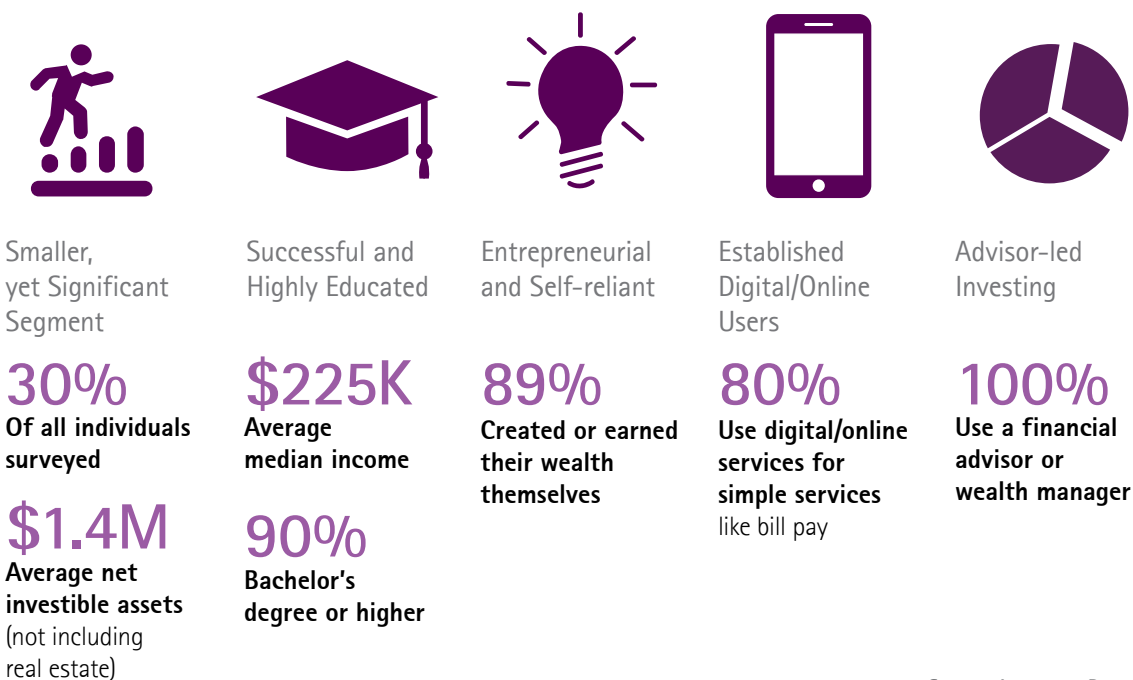 Smaller,
yet Significant
Segment
30%
Of all individuals
surveyed
$1.4M
Average net
investible assets
(not including
real estate)
Successful and
Highly Educated
$225K
Average
median income
90%
Bachelor's
degree or higher
Entrepreneurial
and Self-reliant
89%
Created or earned
their wealth
themselves
Established
Digital/Online
Users
80%
Use digital/online
services for
simple services
like bill pay
Advisor-led
Investing
100%
Use a financial
advisor or
wealth manager